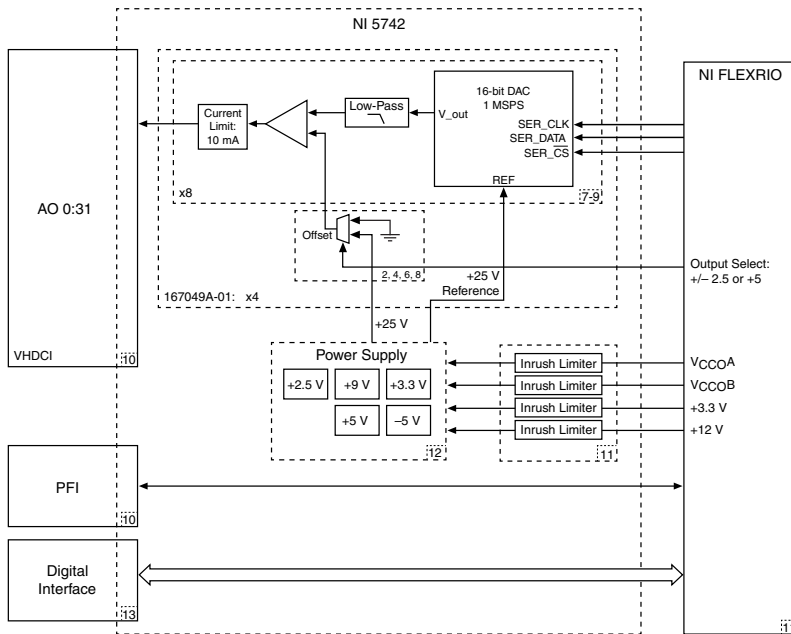 NI 5742
NI FLEXRIO
AO 0:31
VHDCI
10
Current
Limit:
10 mA
Low-Pass
V_out
16-bit DAC
1 MSPS
SER_CLK
SER_DATA
SER_CS
REF
x8
7-9
Offset
2, 4, 6, 8
+25 V
Reference
167049A-01: x4
Output Select:
+/– 2.5 or +5
+25 V
Power Supply
+2.5 V
+9 V
+3.3 V
+5 V
–5 V
12
Inrush Limiter
Inrush Limiter
Inrush Limiter
Inrush Limiter
11
VCCOA
VCCOB
+3.3 V
+12 V
PFI
10
Digital
Interface
13